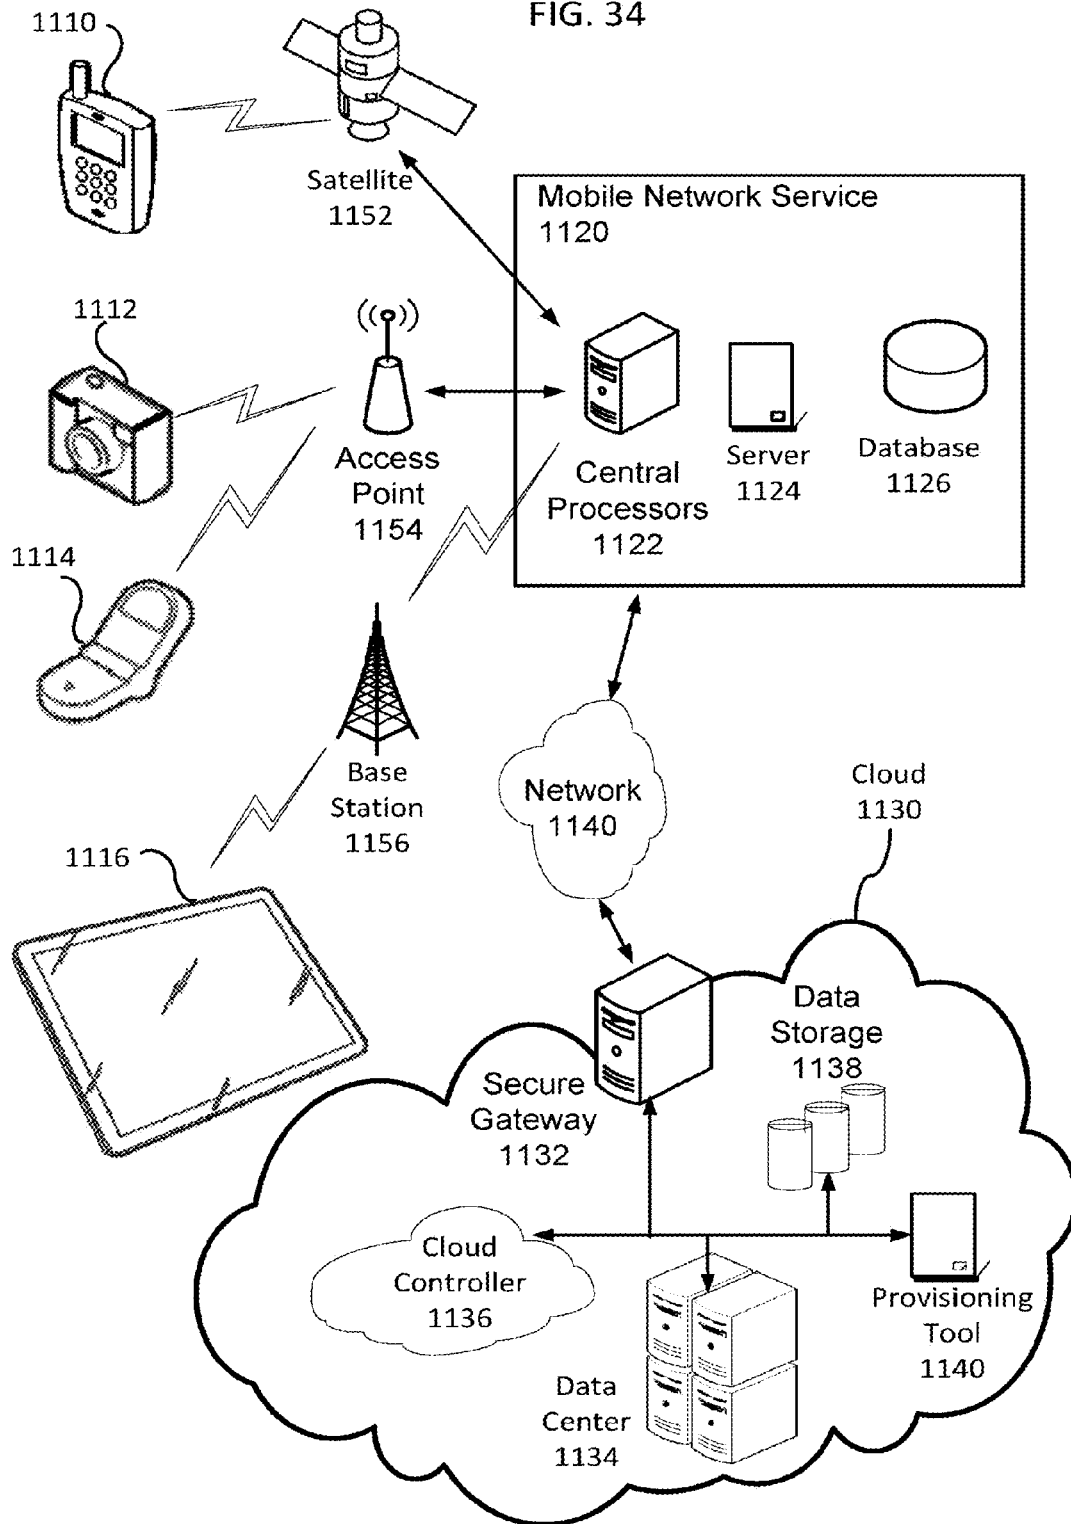 FIG. 34
1110
Satellite
1152
Mobile Network Service
1120
1112
Access
Point
1154
Central
Processors
1122
Server
1124
Database
1126
1114
Base
Station
1156
Network
1140
Cloud
1130
1116
Secure
Gateway
1132
Data
Storage
1138
Cloud
Controller
1136
Provisioning
Tool
1140
Data
Center
1134